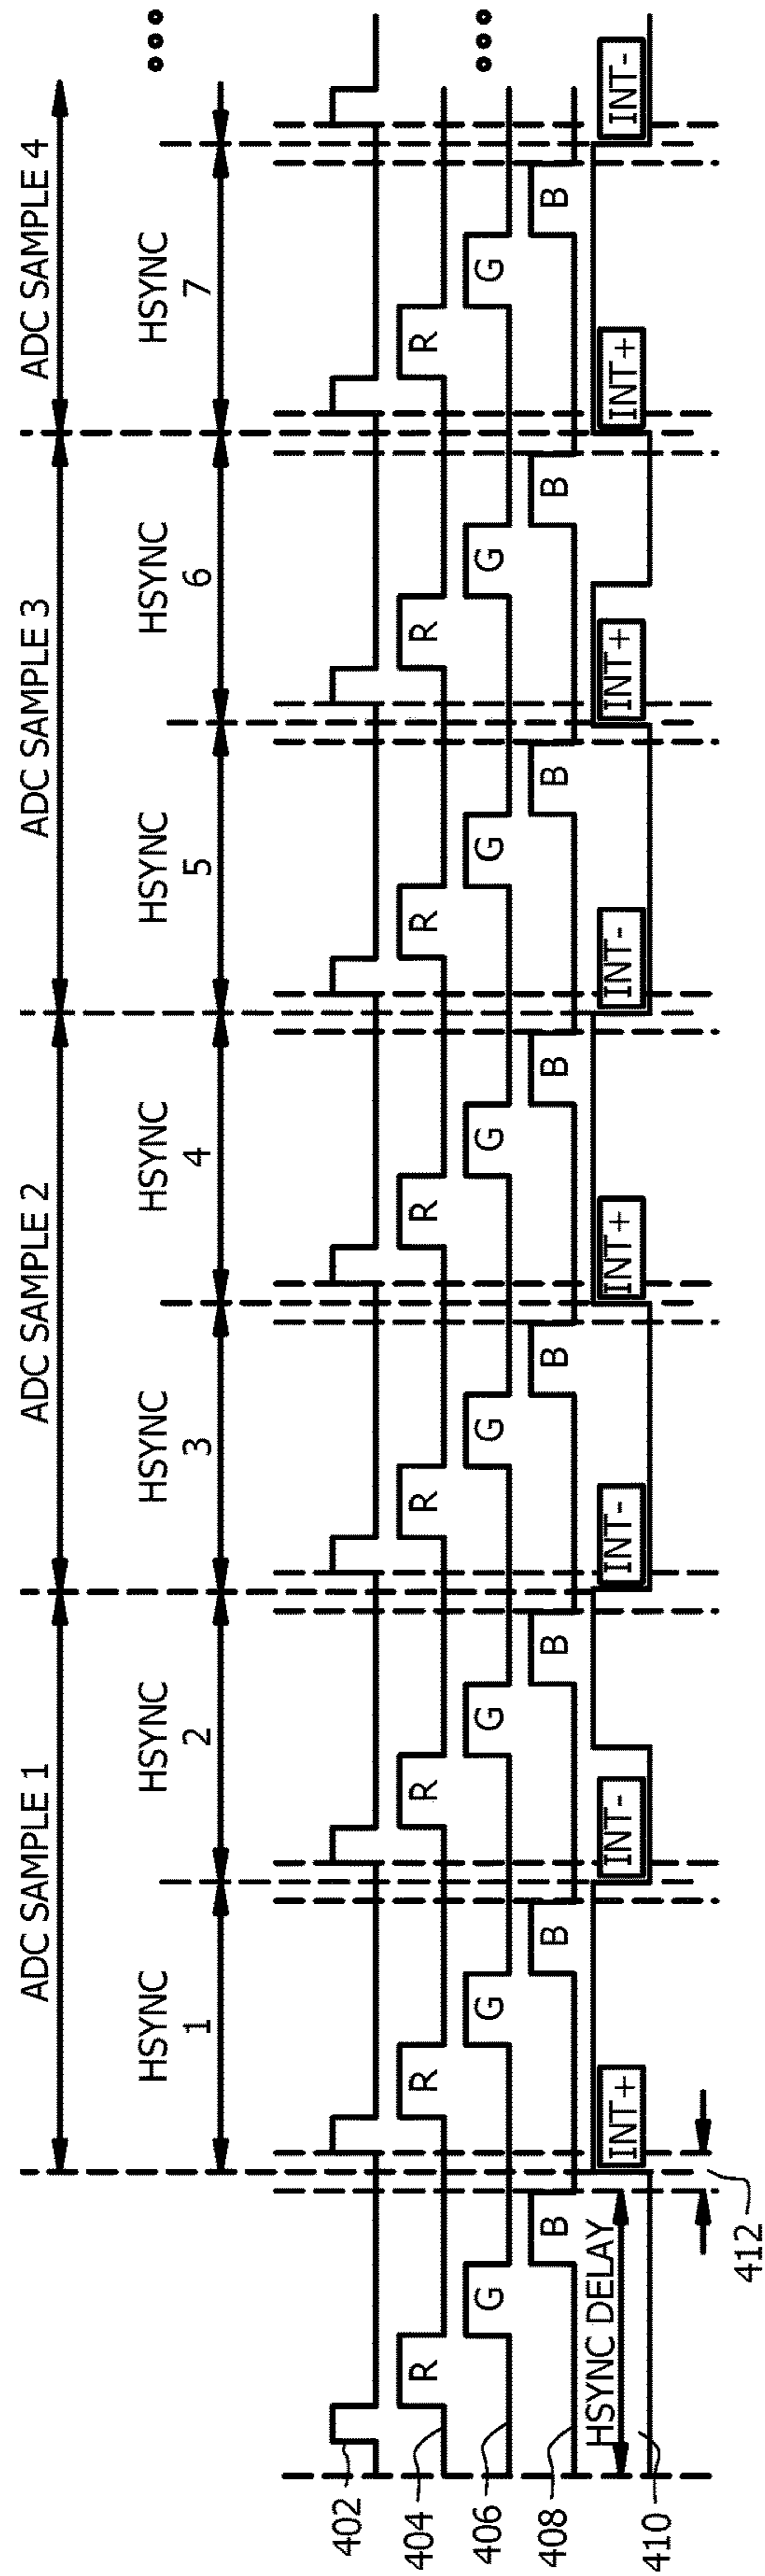 ADC SAMPLE 1 ADC SAMPLE 2 ADC SAMPLE 3 ADC SAMPLE 4
HSYNC HSYNC HSYNC HSYNC HSYNC HSYNC HSYNC
1 2 3 4 5 6 7
402
R R R R R R R R
404
G G G G G G G G
406
B B B B B B B B
408
HSYNC DELAY INT+ INT- INT- INT+ INT- INT+ INT+ INT-
410
412